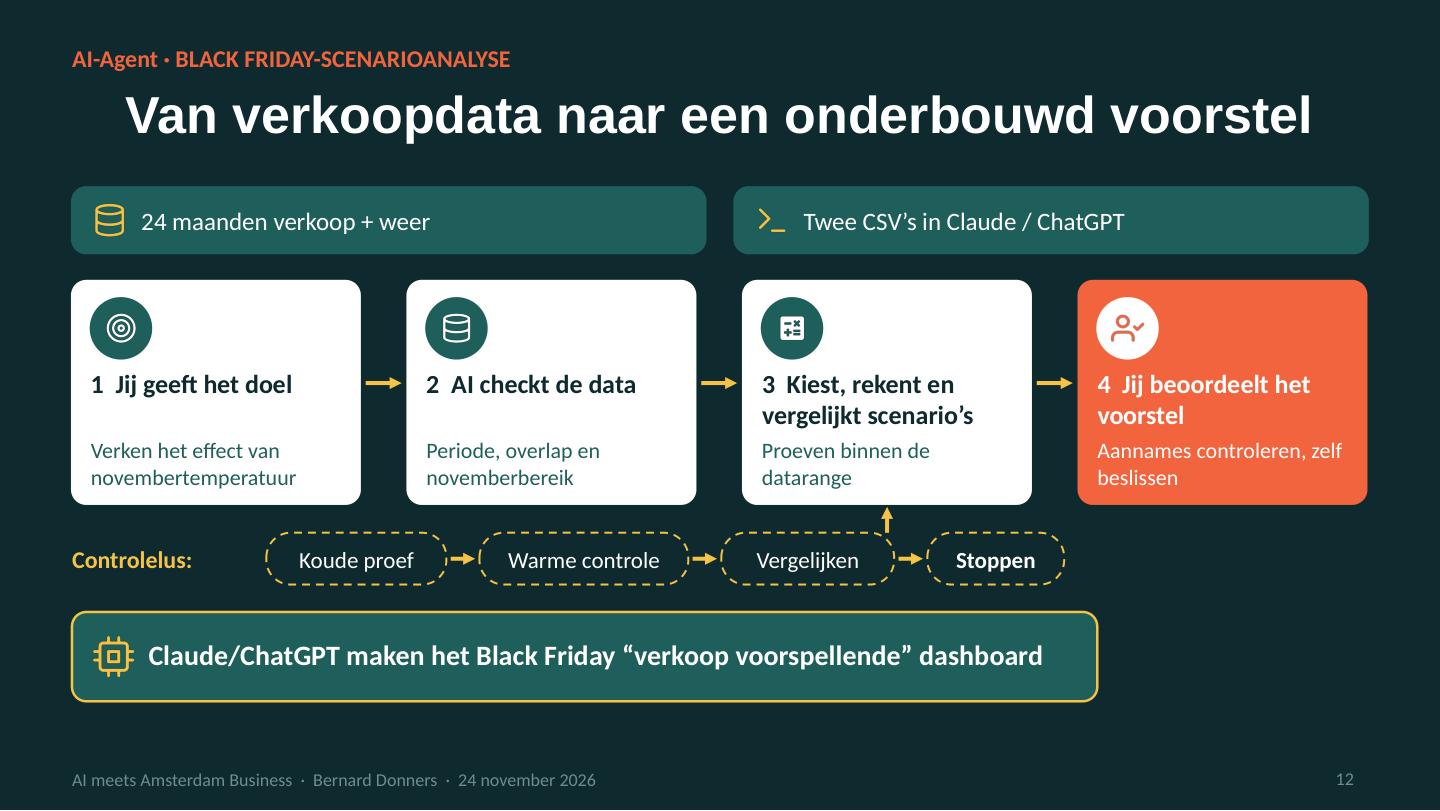 AI-Agent · BLACK FRIDAY-SCENARIOANALYSE
Van verkoopdata naar een onderbouwd voorstel
24 maanden verkoop + weer
Twee CSV’s in Claude / ChatGPT
1 Jij geeft het doel
Verken het effect van
novembertemperatuur
2 AI checkt de data
Periode, overlap en
novemberbereik
3 Kiest, rekent en
vergelijkt scenario’s
Proeven binnen de
datarange
4 Jij beoordeelt het
voorstel
Aannames controleren, zelf
beslissen
Controlelus:
Koude proef
Warme controle
Vergelijken
Stoppen
Claude/ChatGPT maken het Black Friday “verkoop voorspellende” dashboard
AI meets Amsterdam Business · Bernard Donners · 24 november 2026
12